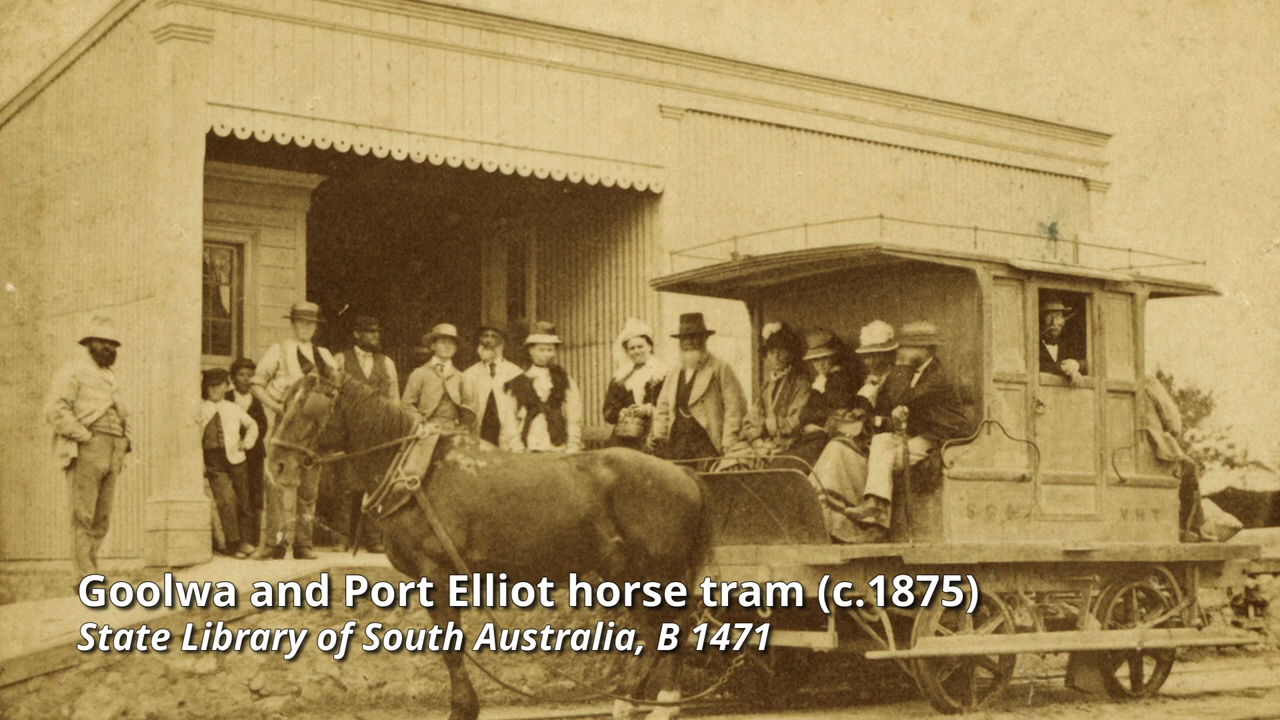 Goolwa and Port Elliot horse tram (c.1875)
State Library of South Australia, B 1471